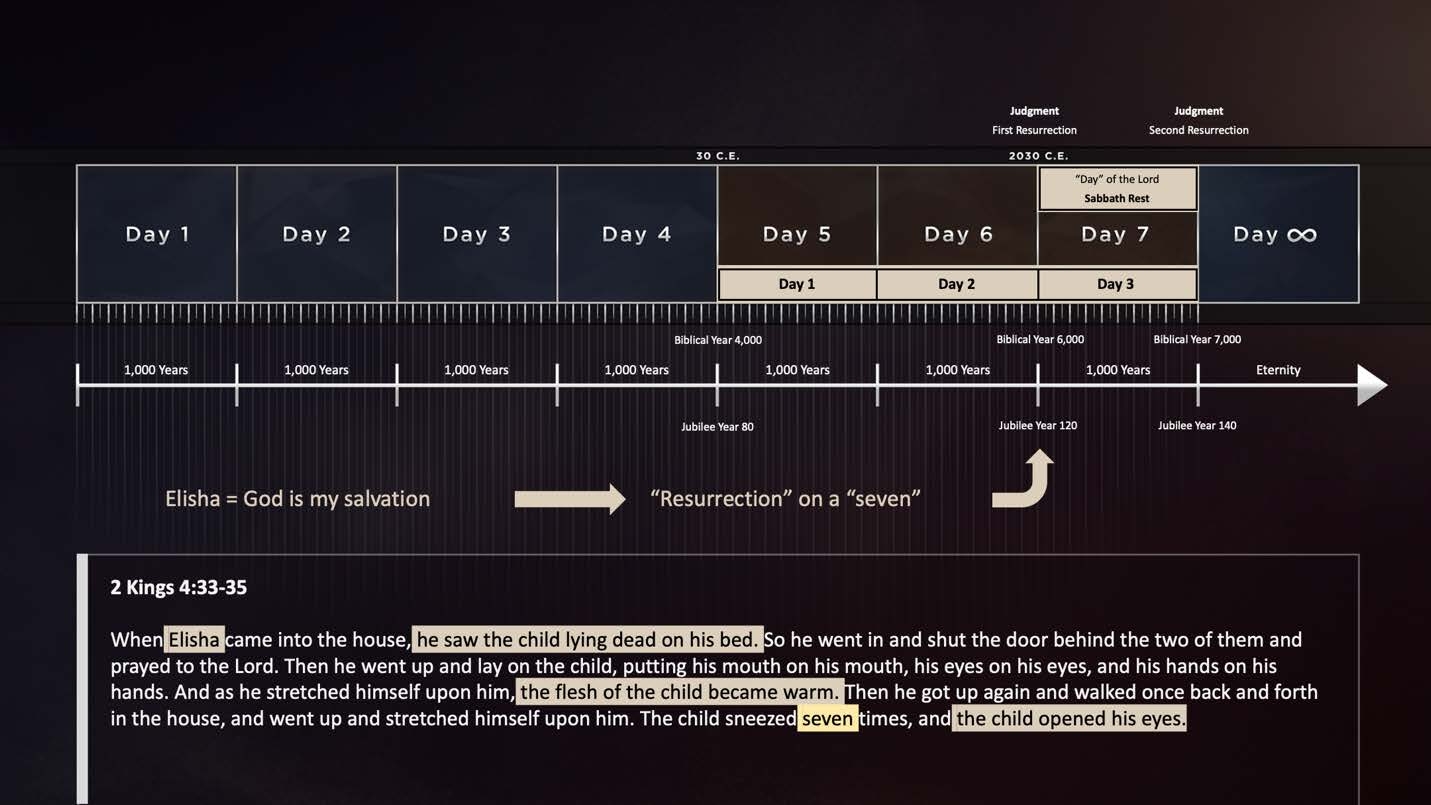 Judgment
First Resurrection
Judgment
Second Resurrection
30 C.E.
2030 C.E.
Day 1
Day 2
Day 3
Day 4
Day 5
Day 6
"Day" of the Lord
Sabbath Rest
Day 7
Day ∞
Day 1
Day 2
Day 3
Biblical Year 4,000
Biblical Year 6,000
Biblical Year 7,000
1,000 Years
1,000 Years
1,000 Years
1,000 Years
1,000 Years
1,000 Years
1,000 Years
Eternity
Jubilee Year 80
Jubilee Year 120
Jubilee Year 140
Elisha = God is my salvation
“Resurrection” on a “seven”
2 Kings 4:33-35
When Elisha came into the house, he saw the child lying dead on his bed. So he went in and shut the door behind the two of them and
prayed to the Lord. Then he went up and lay on the child, putting his mouth on his mouth, his eyes on his eyes, and his hands on his
hands. And as he stretched himself upon him, the flesh of the child became warm. Then he got up again and walked once back and forth
in the house, and went up and stretched himself upon him. The child sneezed seven times, and the child opened his eyes.